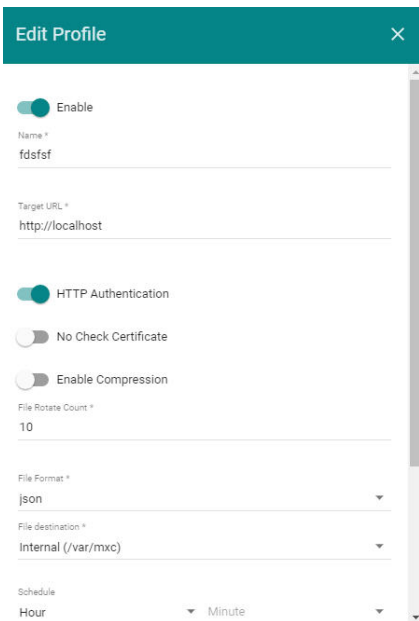 Edit Profile
Enable
Name *
fdsfsf
Target URL *
http://localhost
HTTP Authentication
No Check Certificate
Enable Compression
File Rotate Count *
10
File Format *
json
File destination *
Internal (/var/mxc)
Schedule
Hour Minute